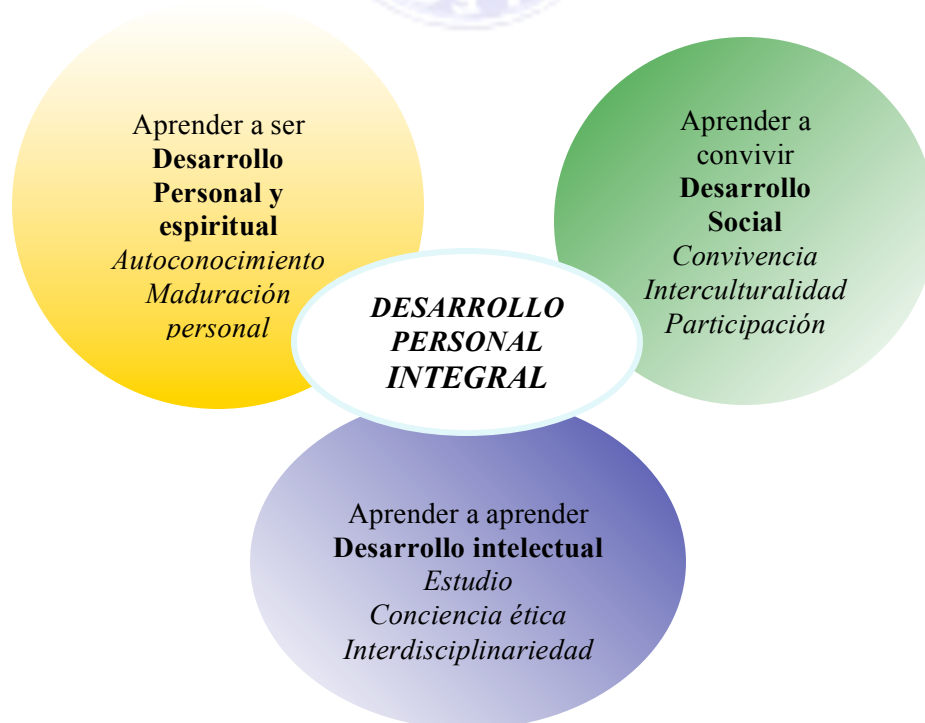 Aprender a ser
Desarrollo
Personal y
espiritual
Autoconocimiento
Maduración
personal
Aprender a
convivir
Desarrollo
Social
Convivencia
Interculturalidad
Participación
DESARROLLO
PERSONAL
INTEGRAL
Aprender a aprender
Desarrollo intelectual
Estudio
Conciencia ética
Interdisciplinariedad